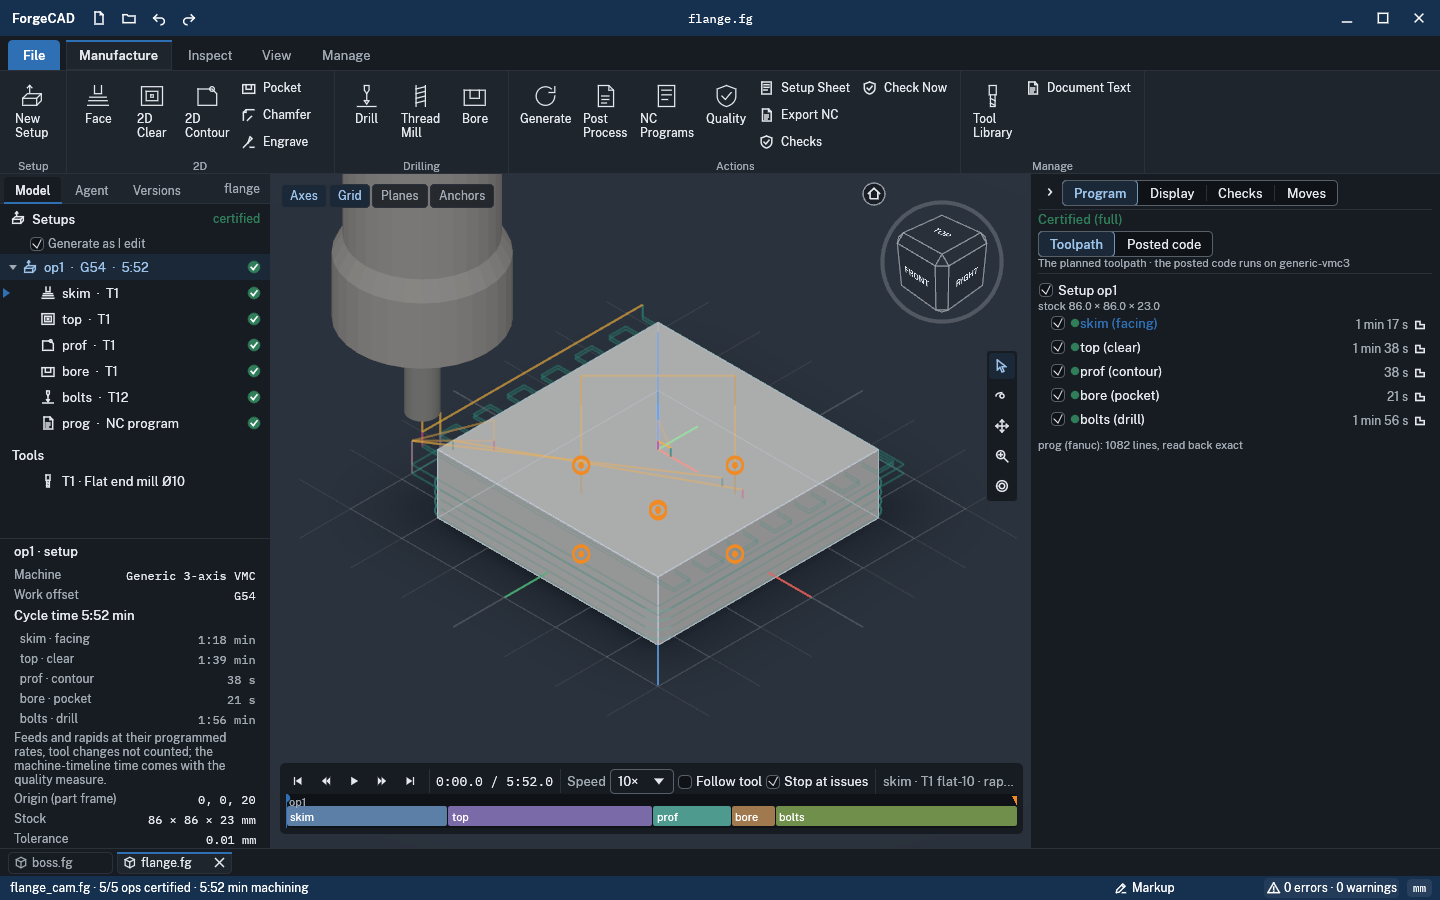 ForgeCAD
flange.fg
File
Manufacture
Inspect
View
Manage
New Setup
Face
2D Clear
2D Contour
Pocket
Chamfer
Engrave
Drill
Thread Mill
Bore
Generate
Post Process
NC Programs
Quality
Setup Sheet
Export NC
Checks
Check Now
Tool Library
Document Text
Setup
2D
Drilling
Actions
Manage
Model
Agent
Versions
flange
Setups
certified
Generate as I edit
op1 · G54 · 5:52
skim · T1
top · T1
prof · T1
bore · T1
bolts · T12
prog · NC program
Tools
T1 · Flat end mill Ø10
op1 · setup
Machine Generic 3-axis VMC
Work offset G54
Cycle time 5:52 min
skim · facing 1:18 min
top · clear 1:39 min
prof · contour 38 s
bore · pocket 21 s
bolts · drill 1:56 min
Feeds and rapids at their programmed
rates, tool changes not counted; the
machine-timeline time comes with the
quality measure.
Origin (part frame) 0, 0, 20
Stock 86 × 86 × 23 mm
Tolerance 0.01 mm
Axes
Grid
Planes
Anchors
TOP
FRONT
RIGHT
0:00.0 / 5:52.0
Speed
10×
Follow tool
Stop at issues
skim · T1 flat-10 · rap...
op1
skim
top
prof
bore
bolts
Program
Display
Checks
Moves
Certified (full)
Toolpath
Posted code
The planned toolpath · the posted code runs on generic-vmc3
Setup op1
stock 86.0 × 86.0 × 23.0
skim (facing) 1 min 17 s
top (clear) 1 min 38 s
prof (contour) 38 s
bore (pocket) 21 s
bolts (drill) 1 min 56 s
prog (fanuc): 1082 lines, read back exact
boss.fg
flange.fg
flange_cam.fg · 5/5 ops certified · 5:52 min machining
Markup
0 errors · 0 warnings
mm